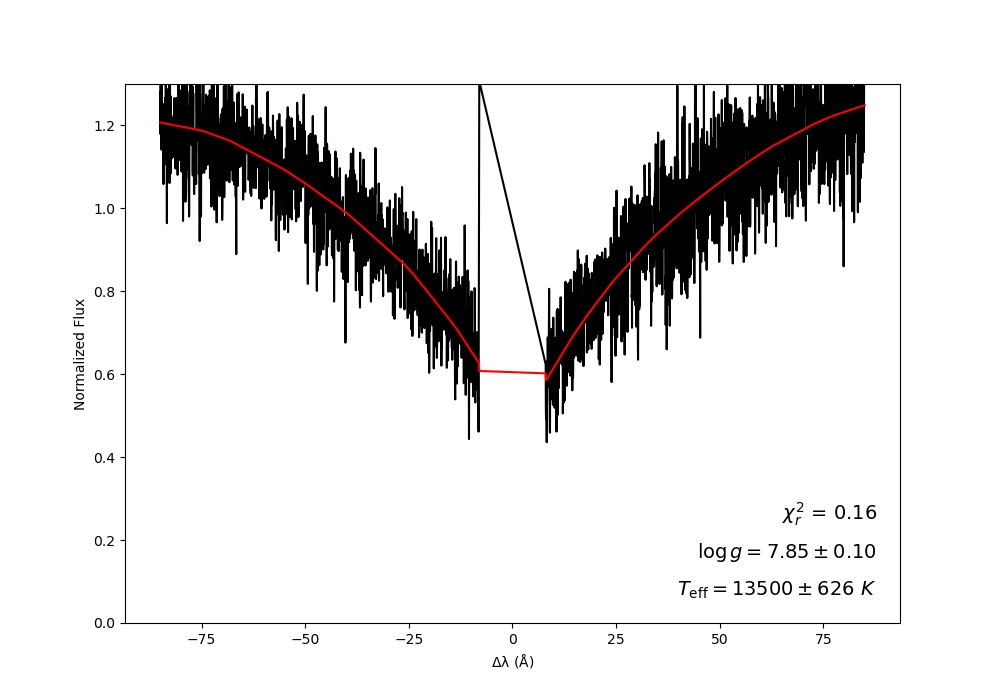 Normalized Flux
1.2
1.0
0.8
0.6
0.4
0.2
0.0
χ²ᵣ = 0.16
log g = 7.85 ± 0.10
T_eff = 13500 ± 626 K
−75 −50 −25 0 25 50 75
Δλ (Å)